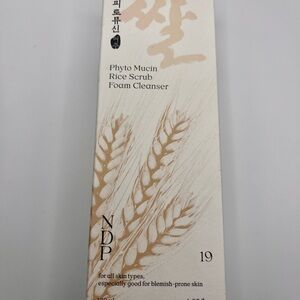 피토뮤신
쌀
Phyto Mucin
Rice Scrub
Foam Cleanser
NDP
19
for all skin types,
especially good for blemish-prone skin